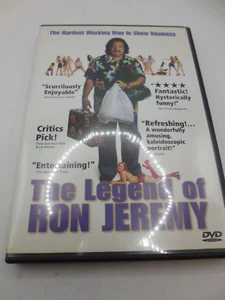 The Hardest Working Man in Show Business
"Scurrilously
Enjoyable"
★★★★
Fantastic!
Hysterically
funny!"
Critics
Pick!
"Refreshing!...
A wonderfully
amusing,
kaleidoscopic
portrait!"
"Entertaining!"
The Legend of
RON JEREMY
DVD